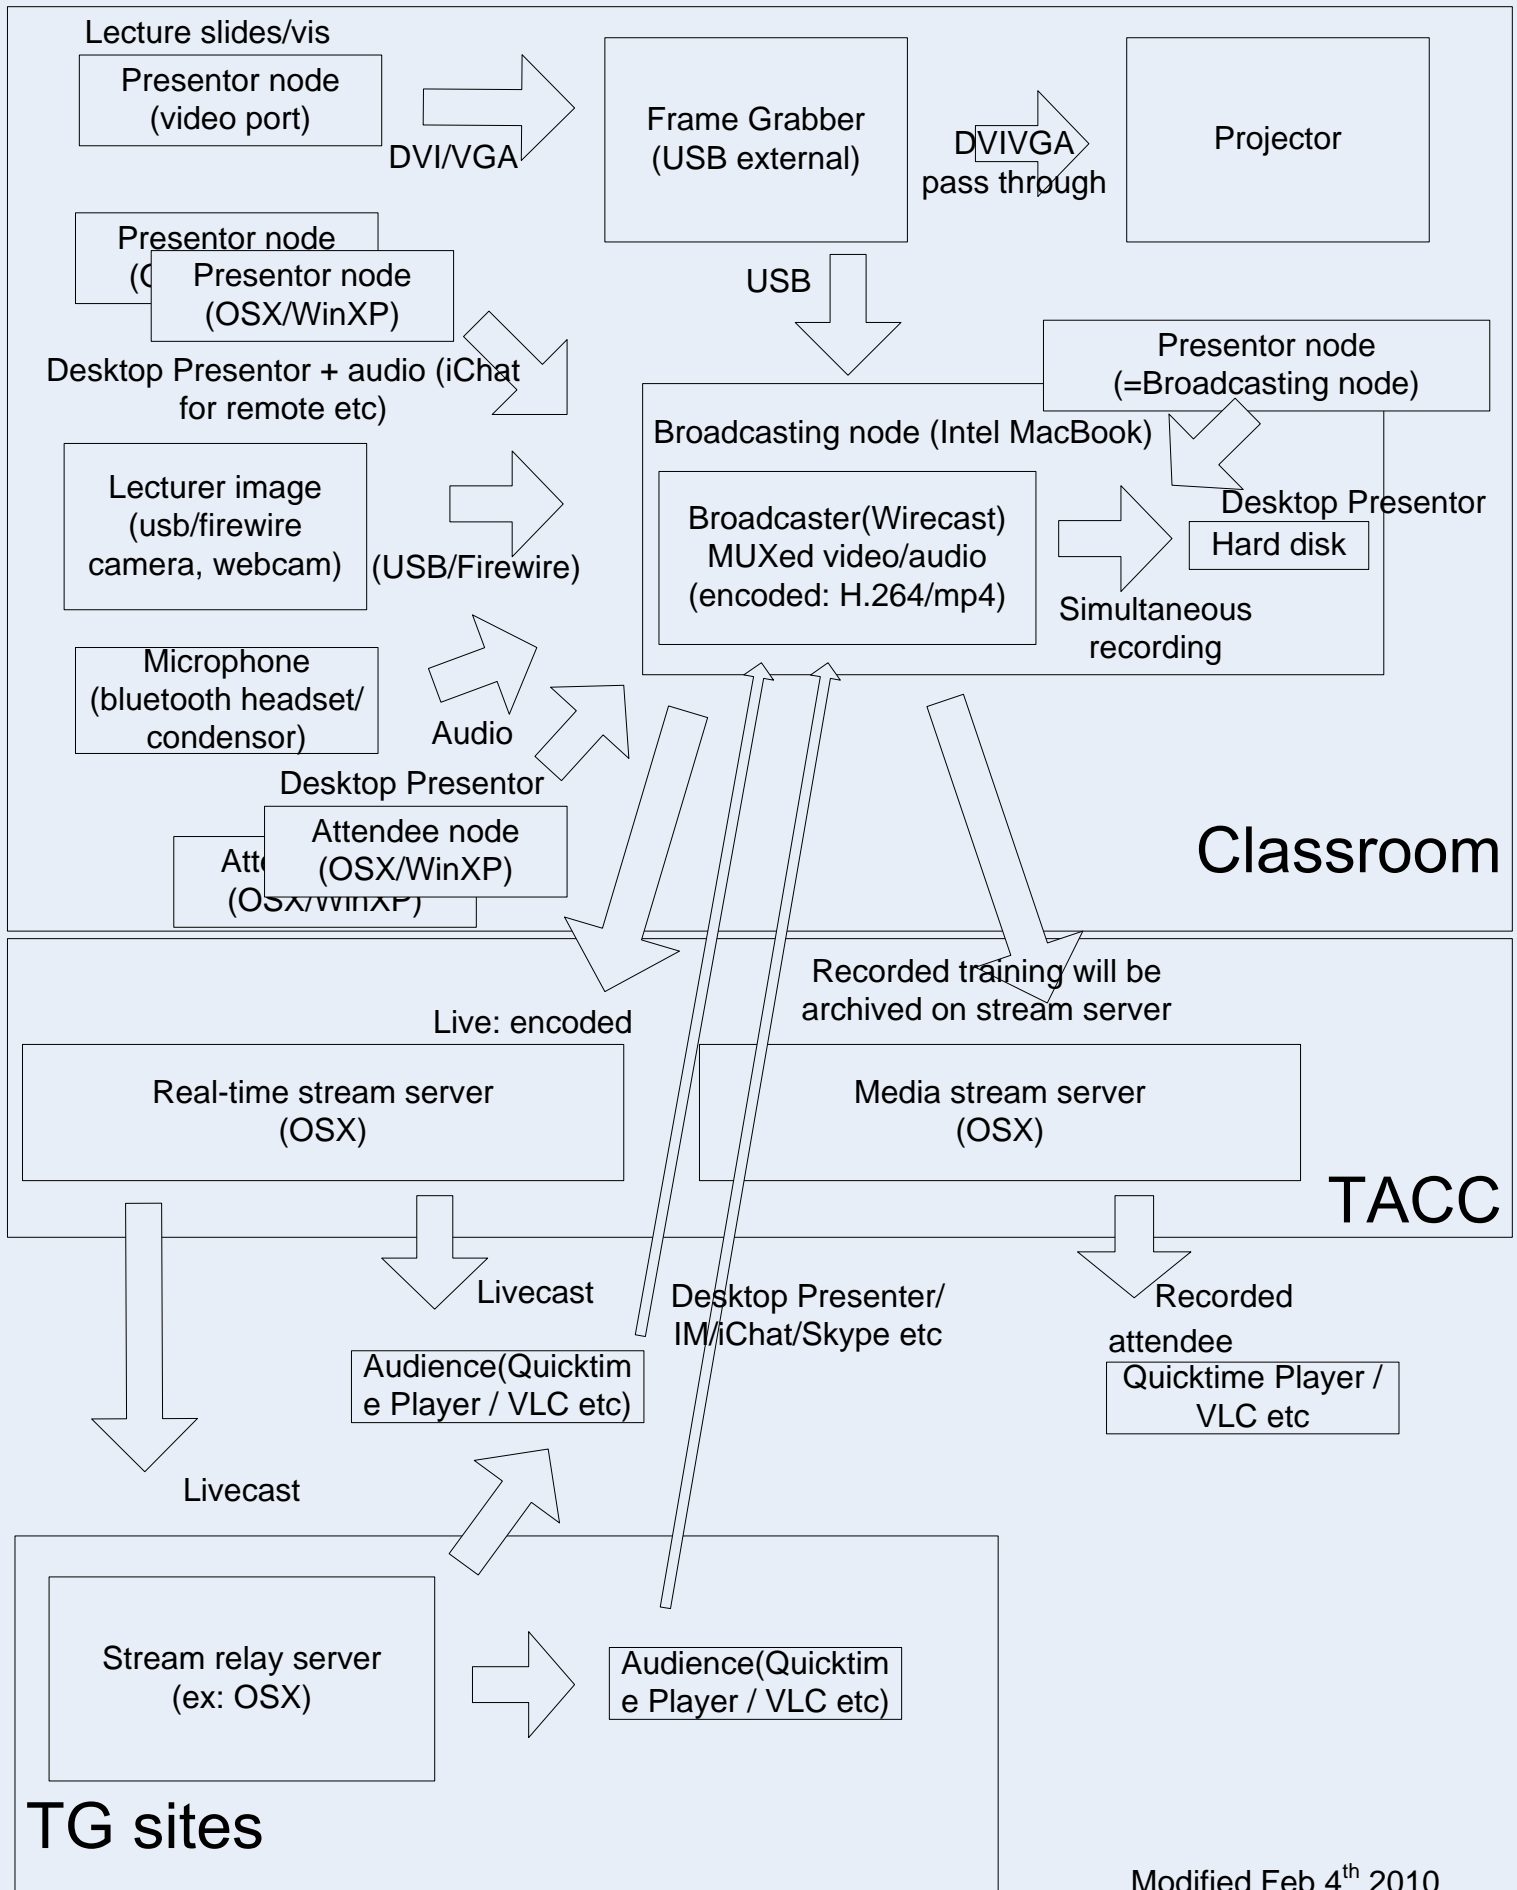 Lecture slides/vis
Presentor node
(video port)
DVI/VGA
Frame Grabber
(USB external)
DVIVGA
pass through
Projector
Presentor node
Presentor node
(OSX/WinXP)
Desktop Presentor + audio (iChat
for remote etc)
USB
Presentor node
(=Broadcasting node)
Broadcasting node (Intel MacBook)
Lecturer image
(usb/firewire
camera, webcam)
(USB/Firewire)
Broadcaster(Wirecast)
MUXed video/audio
(encoded: H.264/mp4)
Desktop Presentor
Hard disk
Simultaneous
recording
Microphone
(bluetooth headset/
condensor)
Audio
Desktop Presentor
Attendee node
(OSX/WinXP)
(OSX/WinXP)
Classroom
Recorded training will be
archived on stream server
Live: encoded
Real-time stream server
(OSX)
Media stream server
(OSX)
TACC
Livecast
Desktop Presenter/
IM/iChat/Skype etc
Recorded
attendee
Audience(Quicktim
e Player / VLC etc)
Quicktime Player /
VLC etc
Livecast
Stream relay server
(ex: OSX)
Audience(Quicktim
e Player / VLC etc)
TG sites
Modified Feb 4th 2010